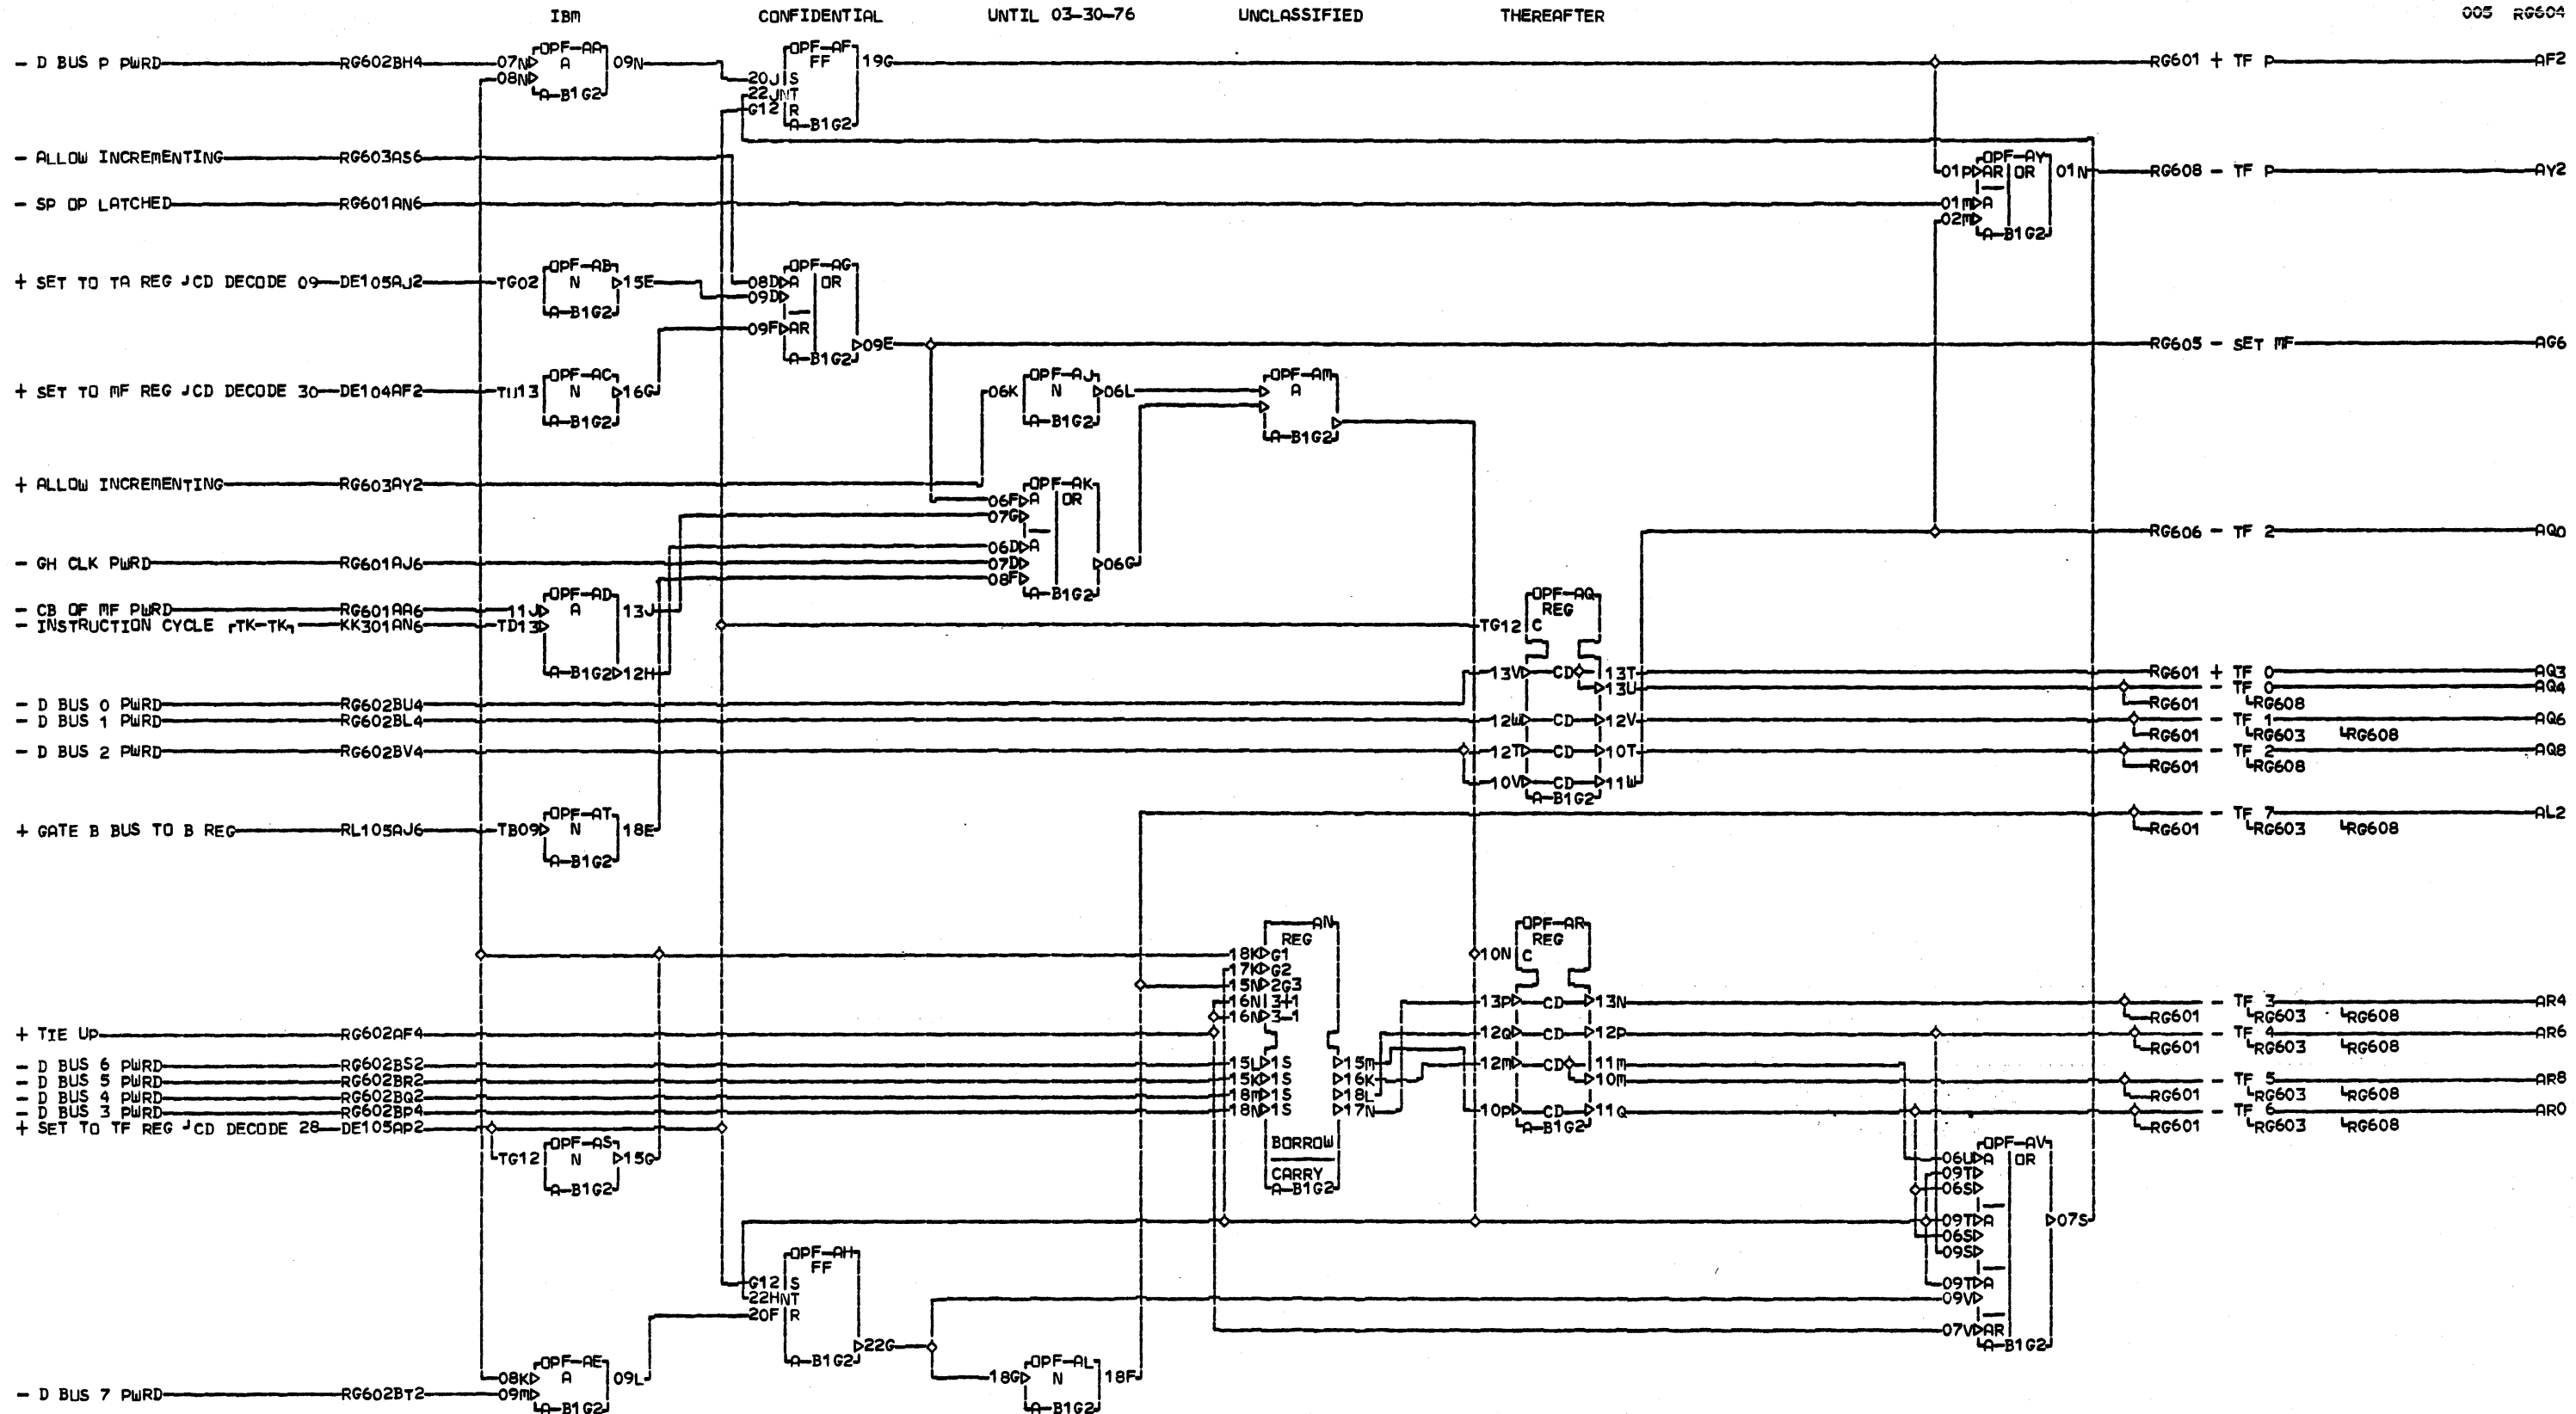 IBM CONFIDENTIAL UNTIL 03-30-76 UNCLASSIFIED THEREAFTER 005 RG604
OPF-AA OPF-AF
- D BUS P PWRD RG602BH4 07N A 09N FF 19G RG601 + TF P AF2
08N 20J S
A-B1G2 22J NT
G12 R
A-B1G2
- ALLOW INCREMENTING RG603AS6 OPF-AY
01P AR OR 01N RG608 - TF P AY2
- SP OP LATCHED RG601AN6 01M A
02M
A-B1G2
OPF-AB OPF-AG
+ SET TO TA REG JCD DECODE 09 DE105AJ2 TG02 N 15E 08D A OR
09D
A-B1G2
09F AR
09E RG605 - SET MF AG6
A-B1G2
OPF-AC OPF-AJ OPF-AM
+ SET TO MF REG JCD DECODE 30 DE104AF2 TU13 N 16G 06K N 06L A
A-B1G2 A-B1G2 A-B1G2
+ ALLOW INCREMENTING RG603AY2 OPF-AK
06F A OR
07G
RG606 - TF 2 AQ0
06D A
- GH CLK PWRD RG601AJ6 07D 06G
08F
A-B1G2
OPF-AD OPF-AQ
- CB OF MF PWRD RG601AA6 11J A 13J REG
- INSTRUCTION CYCLE TK-TK KK301AN6 TD13 TG12 C
A-B1G2 12H 13V CD 13T RG601 + TF 0 AQ3
13U - TF 0 AQ4
- D BUS 0 PWRD RG602BU4 RG601 RG608
- D BUS 1 PWRD RG602BL4 12W CD 12V - TF 1 AQ6
RG601 RG603 RG608
- D BUS 2 PWRD RG602BV4 12T CD 10T - TF 2 AQ8
RG601 RG608
10V CD 11W
A-B1G2
OPF-AT
+ GATE B BUS TO B REG RL105AJ6 TB09 N 18E - TF 7 AL2
RG601 RG603 RG608
A-B1G2
AN OPF-AR
REG REG
18K G1 10N C
17K G2
15N 2G3
16N 3+1 13P CD 13N - TF 3 AR4
16N 3-1 RG601 RG603 RG608
+ TIE UP RG602AF4 12Q CD 12P - TF 4 AR6
RG601 RG603 RG608
- D BUS 6 PWRD RG602BS2 15L 1S 15M 12M CD 11M
- D BUS 5 PWRD RG602BR2 15K 1S 16K 10M - TF 5 AR8
- D BUS 4 PWRD RG602BQ2 18M 1S 18L RG601 RG603 RG608
- D BUS 3 PWRD RG602BP4 18N 1S 17N 10P CD 11Q - TF 6 AR0
+ SET TO TF REG JCD DECODE 28 DE105AP2 A-B1G2 RG601 RG603 RG608
OPF-AS BORROW OPF-AV
TG12 N 15G 06U A OR
CARRY 09T
A-B1G2 A-B1G2 06S
09T A 07S
06S
09S
OPF-AH
FF
G12 S 09T A
22H NT 09V
20F R
07V AR
22G A-B1G2
A-B1G2
OPF-AE OPF-AL
08K A 09L 18G N 18F
- D BUS 7 PWRD RG602BT2 09M
A-B1G2 A-B1G2